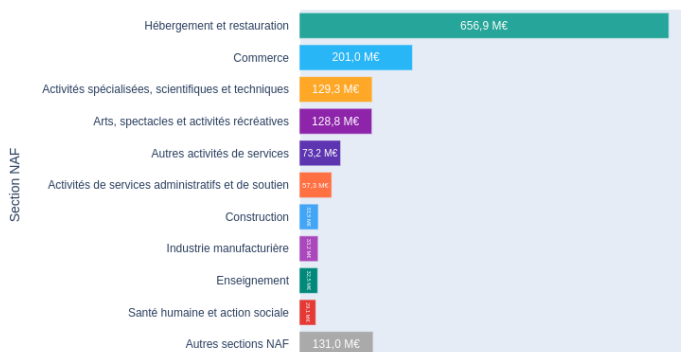 Section NAF
Hébergement et restauration 656,9 M€
Commerce 201,0 M€
Activités spécialisées, scientifiques et techniques 129,3 M€
Arts, spectacles et activités récréatives 128,8 M€
Autres activités de services 73,2 M€
Activités de services administratifs et de soutien 57,3 M€
Construction
Industrie manufacturière
Enseignement
Santé humaine et action sociale
Autres sections NAF 131,0 M€